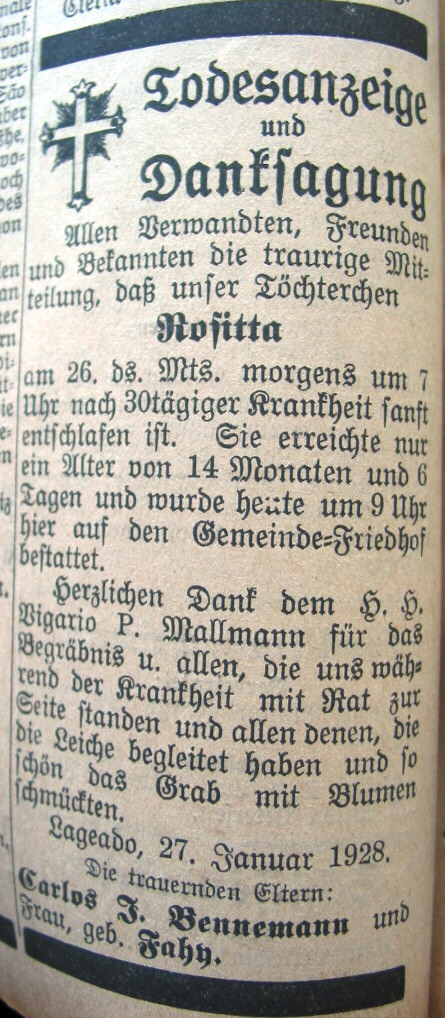 Todesanzeige
und
Danksagung
Allen Verwandten, Freunden
und Bekannten die traurige Mit-
teilung, daß unser Töchterchen
Rositta
am 26. ds. Mts. morgens um 7
Uhr nach 30tägiger Krankheit sanft
entschlafen ist. Sie erreichte nur
ein Alter von 14 Monaten und 6
Tagen und wurde heute um 9 Uhr
hier auf den Gemeinde-Friedhof
bestattet.
Herzlichen Dank dem H. H.
Vigario P. Mallmann für das
Begräbnis u. allen, die uns wäh-
rend der Krankheit mit Rat zur
Seite standen und allen denen, die
die Leiche begleitet haben und so
schön das Grab mit Blumen
schmückten.
Lageado, 27. Januar 1928.
Die trauernden Eltern:
Carlos J. Bennemann und
Frau, geb. Fahy.